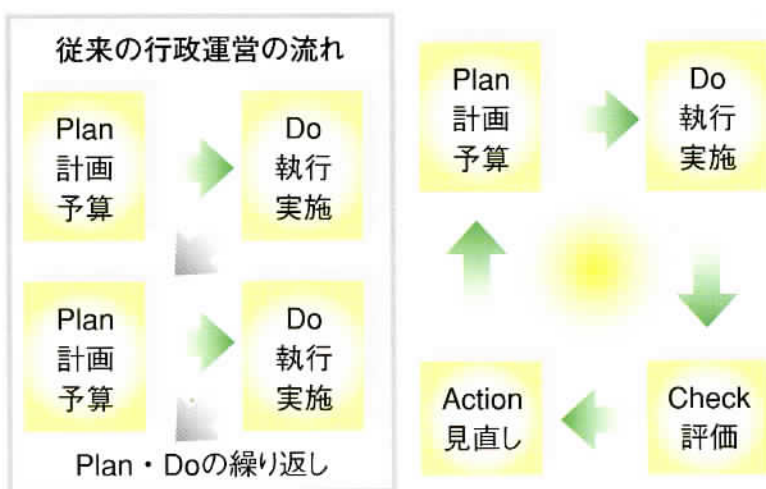 従来の行政運営の流れ
Plan
計画
予算
Do
執行
実施
Plan
計画
予算
Do
執行
実施
Plan・Doの繰り返し
Plan
計画
予算
Do
執行
実施
Action
見直し
Check
評価